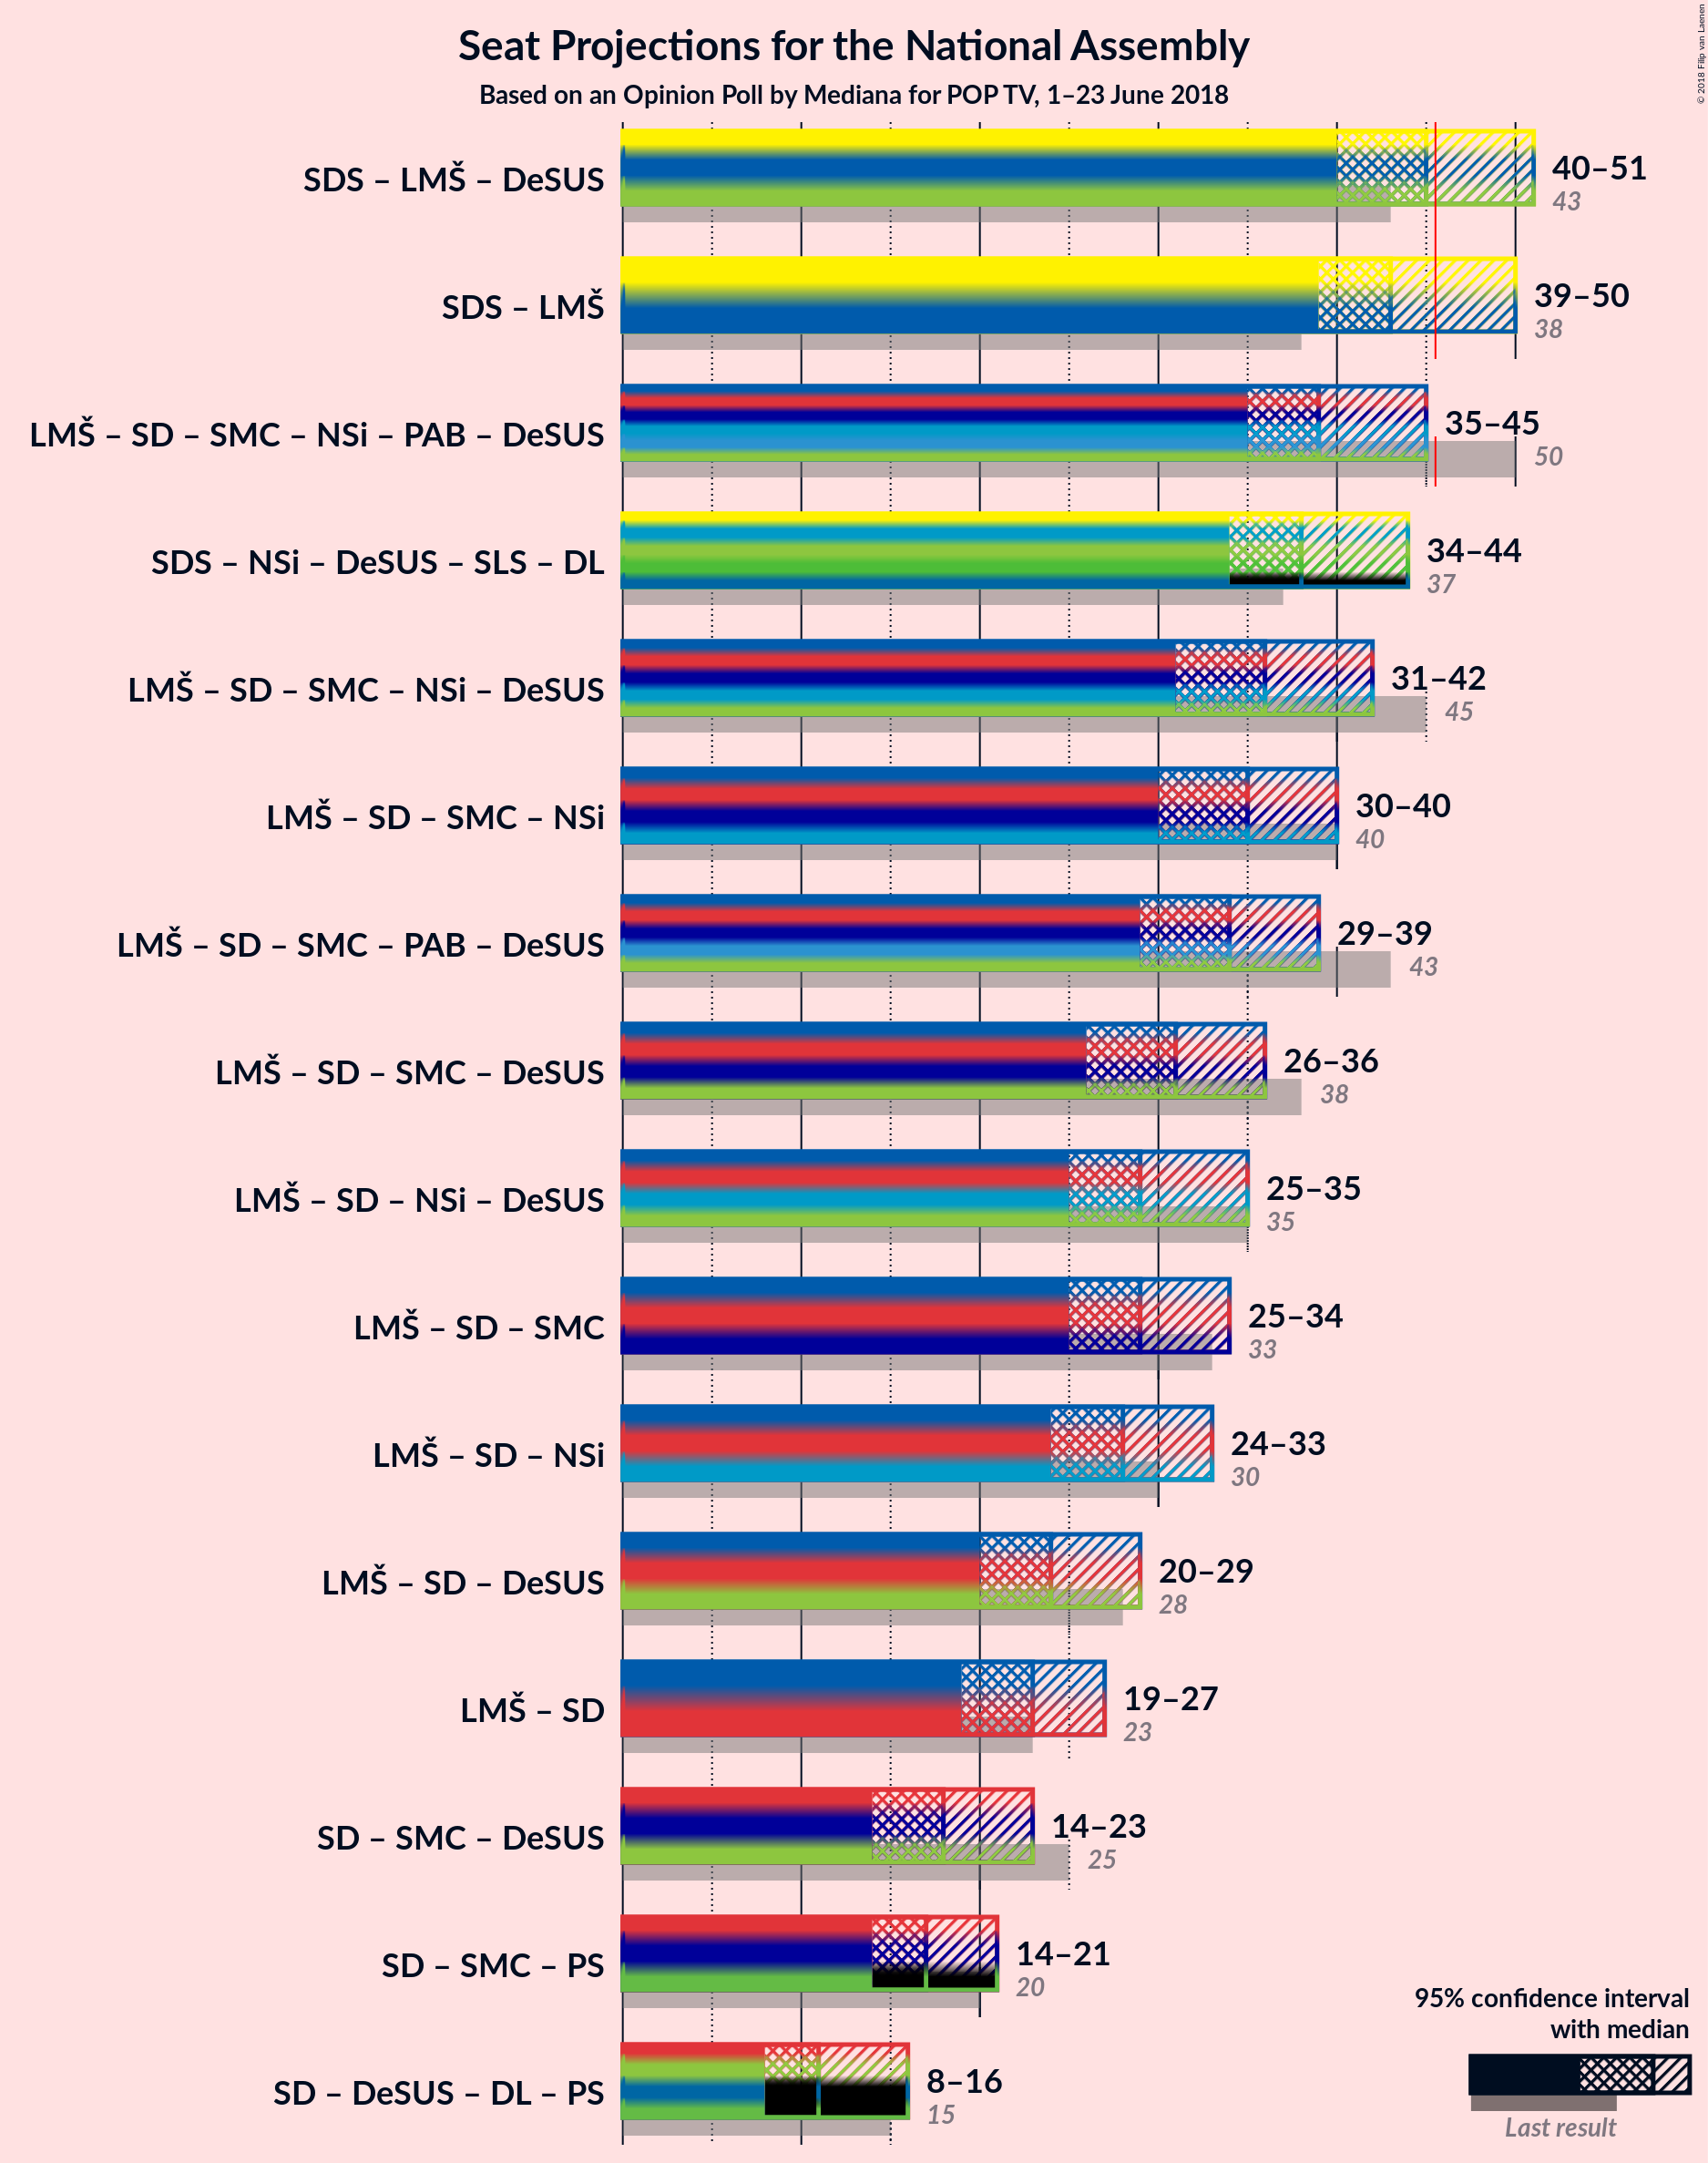 Seat Projections for the National Assembly
Based on an Opinion Poll by Mediana for POP TV, 1–23 June 2018
© 2018 Filip van Laenen
SDS – LMŠ – DeSUS
40–51
43
SDS – LMŠ
39–50
38
LMŠ – SD – SMC – NSi – PAB – DeSUS
35–45
50
SDS – NSi – DeSUS – SLS – DL
34–44
37
LMŠ – SD – SMC – NSi – DeSUS
31–42
45
LMŠ – SD – SMC – NSi
30–40
40
LMŠ – SD – SMC – PAB – DeSUS
29–39
43
LMŠ – SD – SMC – DeSUS
26–36
38
LMŠ – SD – NSi – DeSUS
25–35
35
LMŠ – SD – SMC
25–34
33
LMŠ – SD – NSi
24–33
30
LMŠ – SD – DeSUS
20–29
28
LMŠ – SD
19–27
23
SD – SMC – DeSUS
14–23
25
SD – SMC – PS
14–21
20
SD – DeSUS – DL – PS
8–16
15
95% confidence interval
with median
Last result